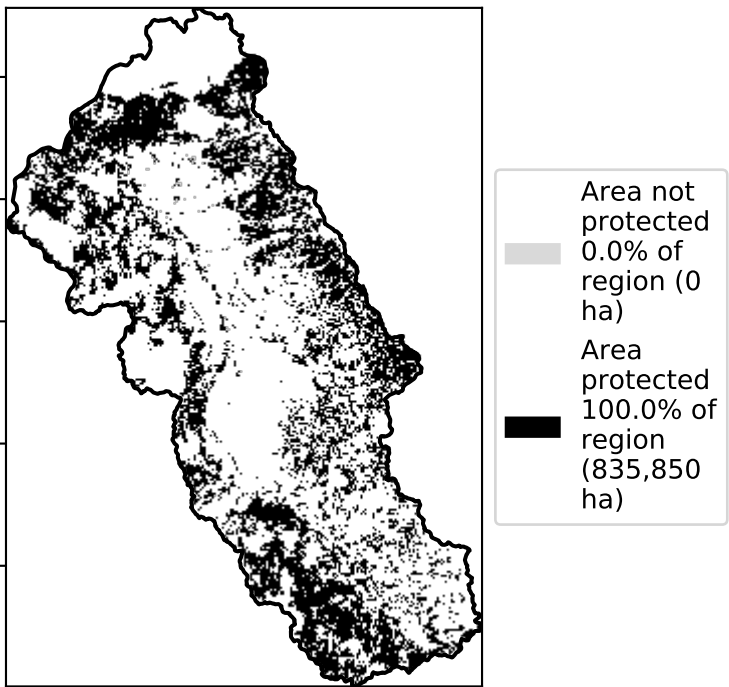 Area not
protected
0.0% of
region (0
ha)
Area
protected
100.0% of
region
(835,850
ha)